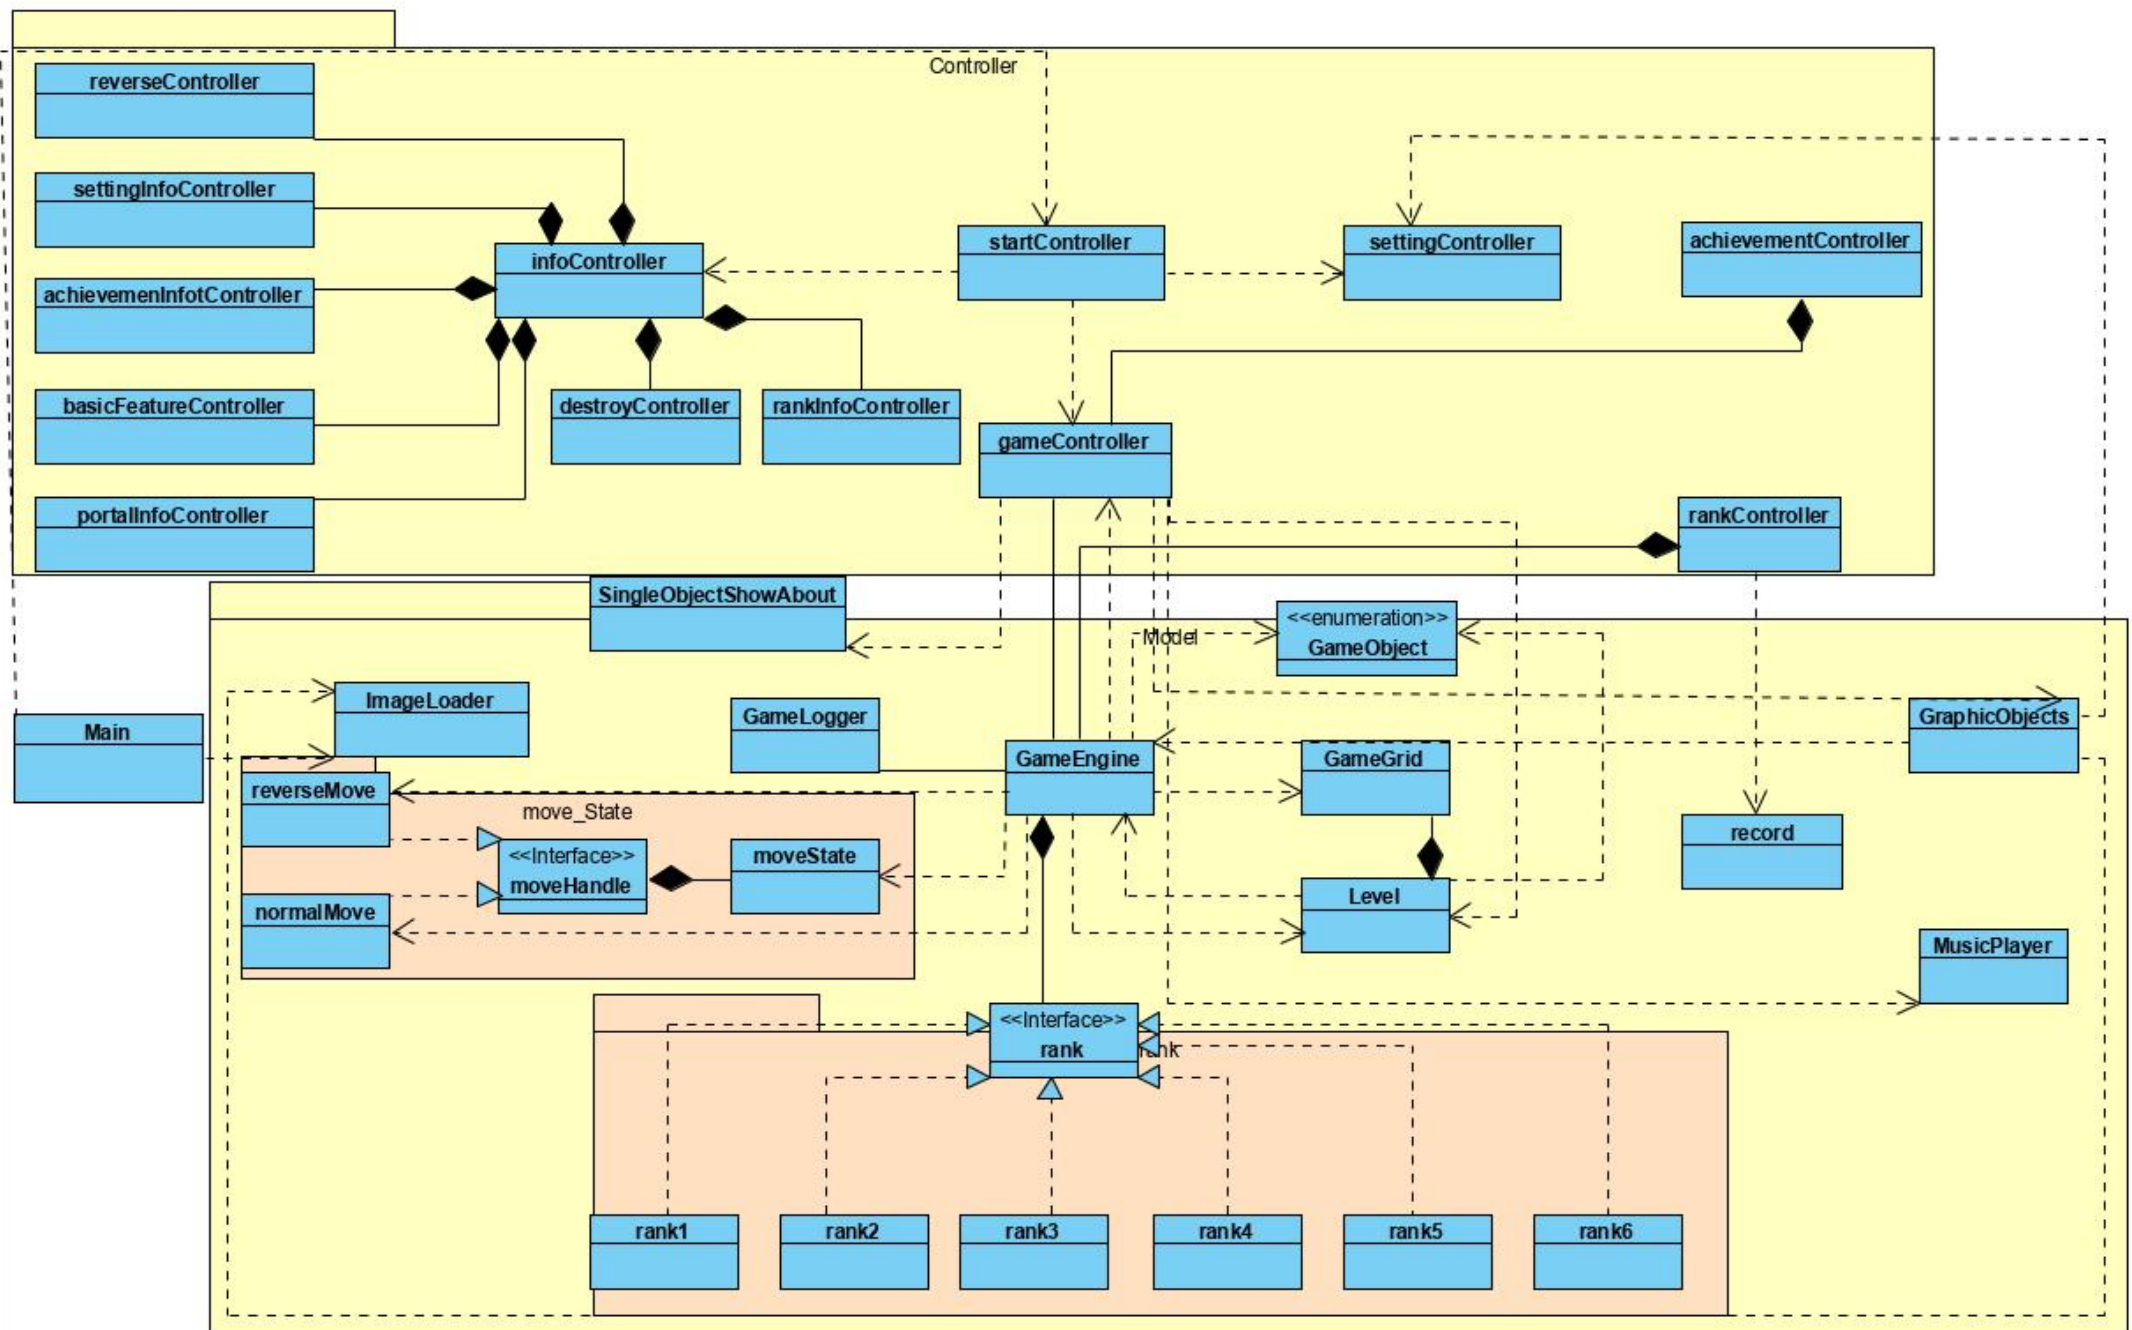 Controller
reverseController
settingInfoController
infoController
startController
settingController
achievementController
achievemenInfotController
basicFeatureController
destroyController
rankInfoController
gameController
portalInfoController
rankController
SingleObjectShowAbout
<<enumeration>>
GameObject
Model
ImageLoader
GameLogger
Main
GraphicObjects
GameEngine
GameGrid
reverseMove
move_State
<<Interface>>
moveHandle
moveState
record
Level
normalMove
MusicPlayer
<<Interface>>
rank
rank
rank1
rank2
rank3
rank4
rank5
rank6